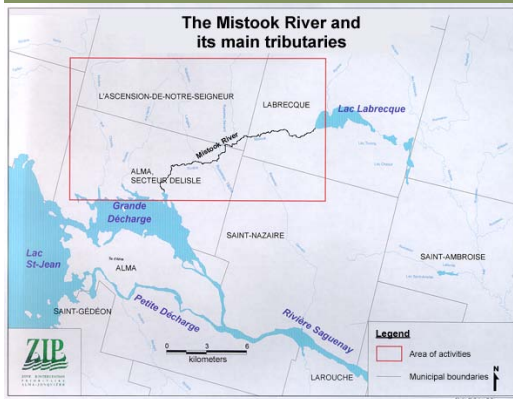 The Mistook River and
its main tributaries
L'ASCENSION-DE-NOTRE-SEIGNEUR
LABRECQUE
Lac Labrecque
Mistook River
ALMA,
SECTEUR DELISLE
Grande
Décharge
SAINT-NAZAIRE
Lac
St-Jean
ALMA
SAINT-AMBROISE
SAINT-GÉDÉON
Petite Décharge
Rivière Saguenay
LAROUCHE
ZIP
0 3 6
kilometers
Legend
Area of activities
Municipal boundaries
N